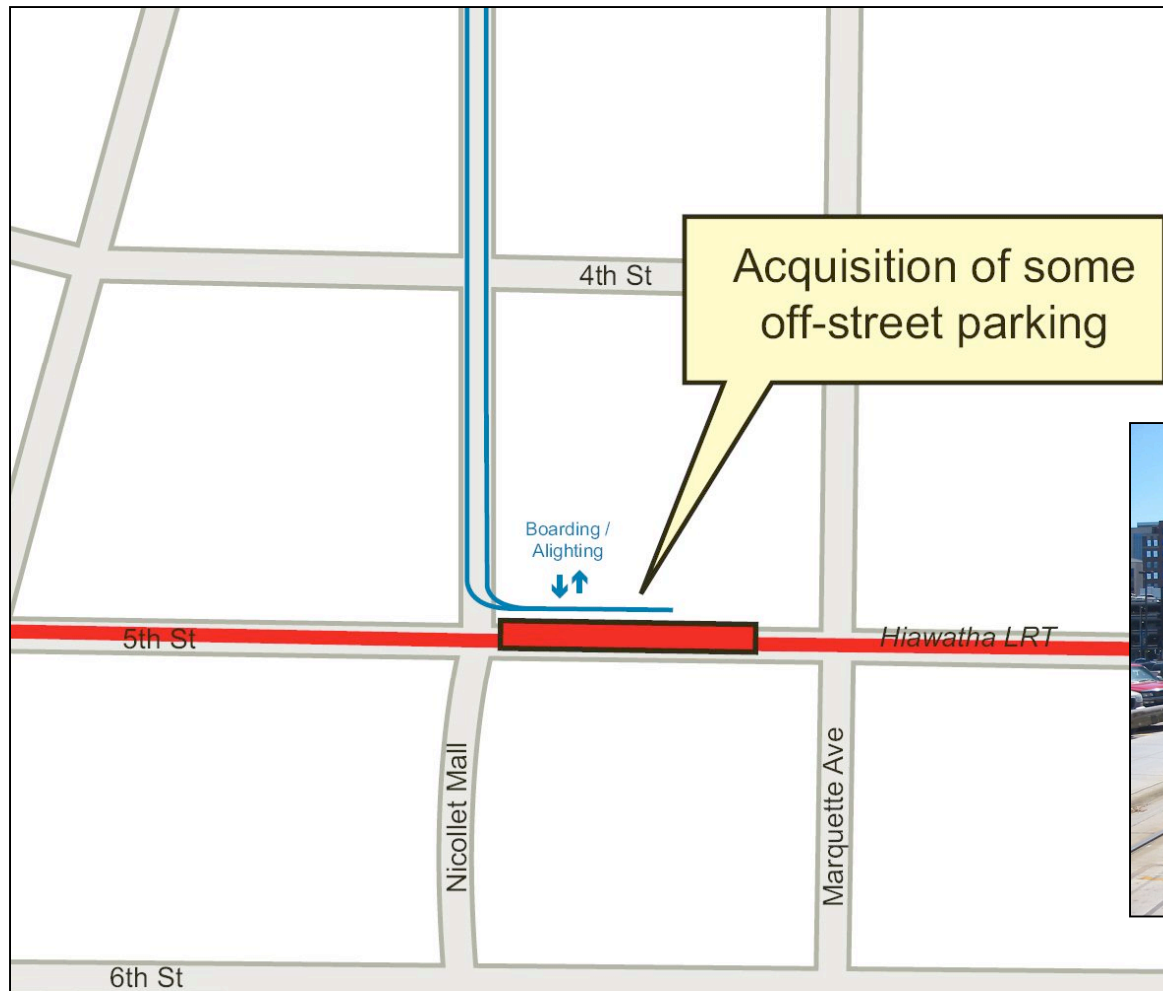 4th St
Acquisition of some
off-street parking
Boarding /
Alighting
5th St
Hiawatha LRT
Nicollet Mall
Marquette Ave
6th St